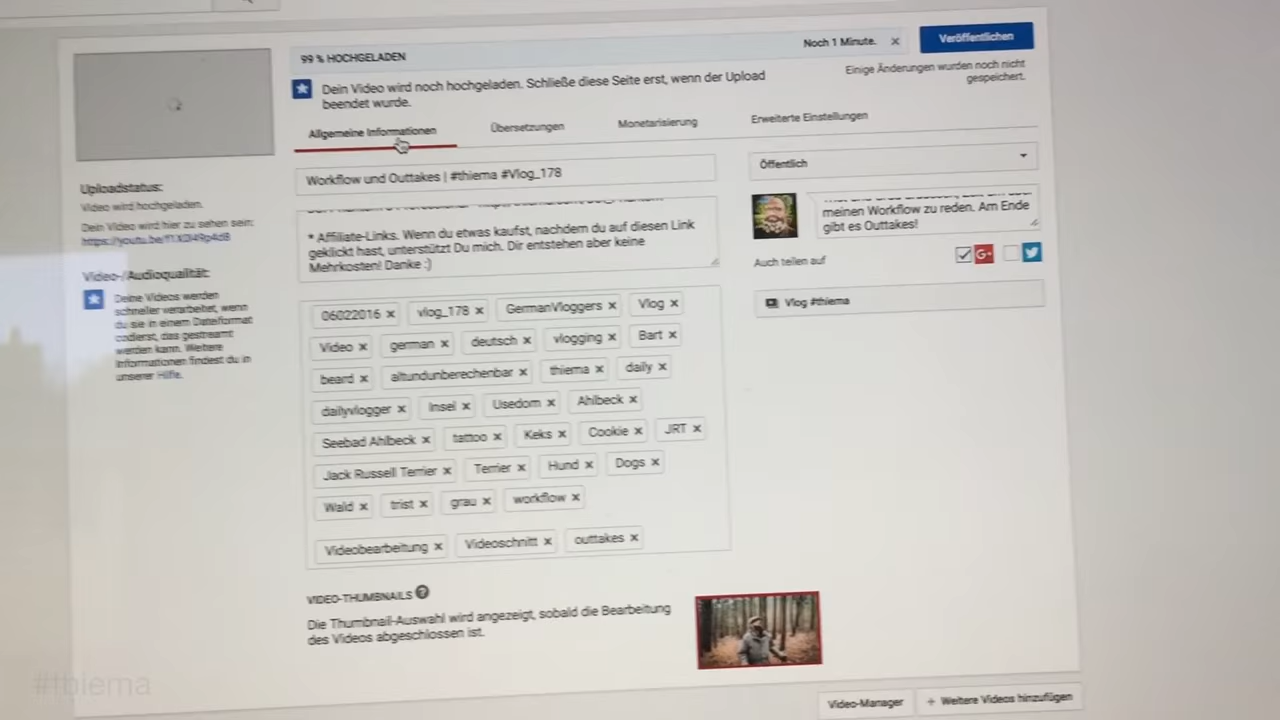 99 % HOCHGELADEN
Noch 1 Minute. ×
Veröffentlichen
Dein Video wird noch hochgeladen. Schließe diese Seite erst, wenn der Upload
beendet wurde.
Einige Änderungen wurden noch nicht
gespeichert.
Allgemeine Informationen
Übersetzungen
Monetarisierung
Erweiterte Einstellungen
Uploadstatus:
Video wird hochgeladen.
Dein Video wird hier zu sehen sein:
Video-/Audioqualität:
Deine Videos werden
schneller verarbeitet, wenn
du sie in einem Dateiformat
codierst, das gestreamt
werden kann. Weitere
Informationen findest du in
unserer Hilfe.
Workflow und Outtakes | #thiema #Vlog_178
* Affiliate-Links. Wenn du etwas kaufst, nachdem du auf diesen Link
geklickt hast, unterstützt Du mich. Dir entstehen aber keine
Mehrkosten! Danke :)
06022016 × vlog_178 × GermanVloggers × Vlog ×
Video × german × deutsch × vlogging × Bart ×
beard × altundunberechenbar × thiema × daily ×
dailyvlogger × Insel × Usedom × Ahlbeck ×
Seebad Ahlbeck × tattoo × Keks × Cookie × JRT ×
Jack Russell Terrier × Terrier × Hund × Dogs ×
Wald × trist × grau × workflow ×
Videobearbeitung × Videoschnitt × outtakes ×
Öffentlich
meinen Workflow zu reden. Am Ende
gibt es Outtakes!
Auch teilen auf
G+
Vlog #thiema
VIDEO-THUMBNAILS ?
Die Thumbnail-Auswahl wird angezeigt, sobald die Bearbeitung
des Videos abgeschlossen ist.
#thiema
Video-Manager
+ Weitere Videos hinzufügen